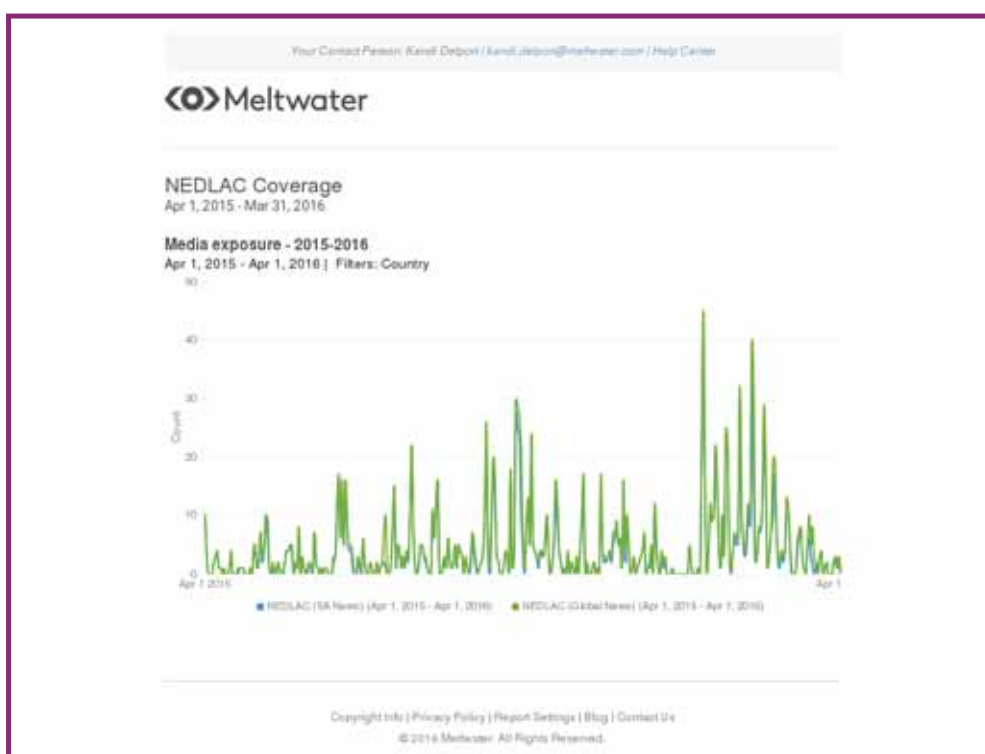 Your Contact Person: Kandi Delport | kandi.delport@meltwater.com | Help Center
Meltwater
NEDLAC Coverage
Apr 1, 2015 - Mar 31, 2016
Media exposure - 2015-2016
Apr 1, 2015 - Apr 1, 2016 | Filters: Country
50
40
30
20
10
0
Count
Apr 1 2015
Apr 1
NEDLAC (SA News) (Apr 1, 2015 - Apr 1, 2016)
NEDLAC (Global News) (Apr 1, 2015 - Apr 1, 2016)
Copyright Info | Privacy Policy | Report Settings | Blog | Contact Us
© 2016 Meltwater. All Rights Reserved.